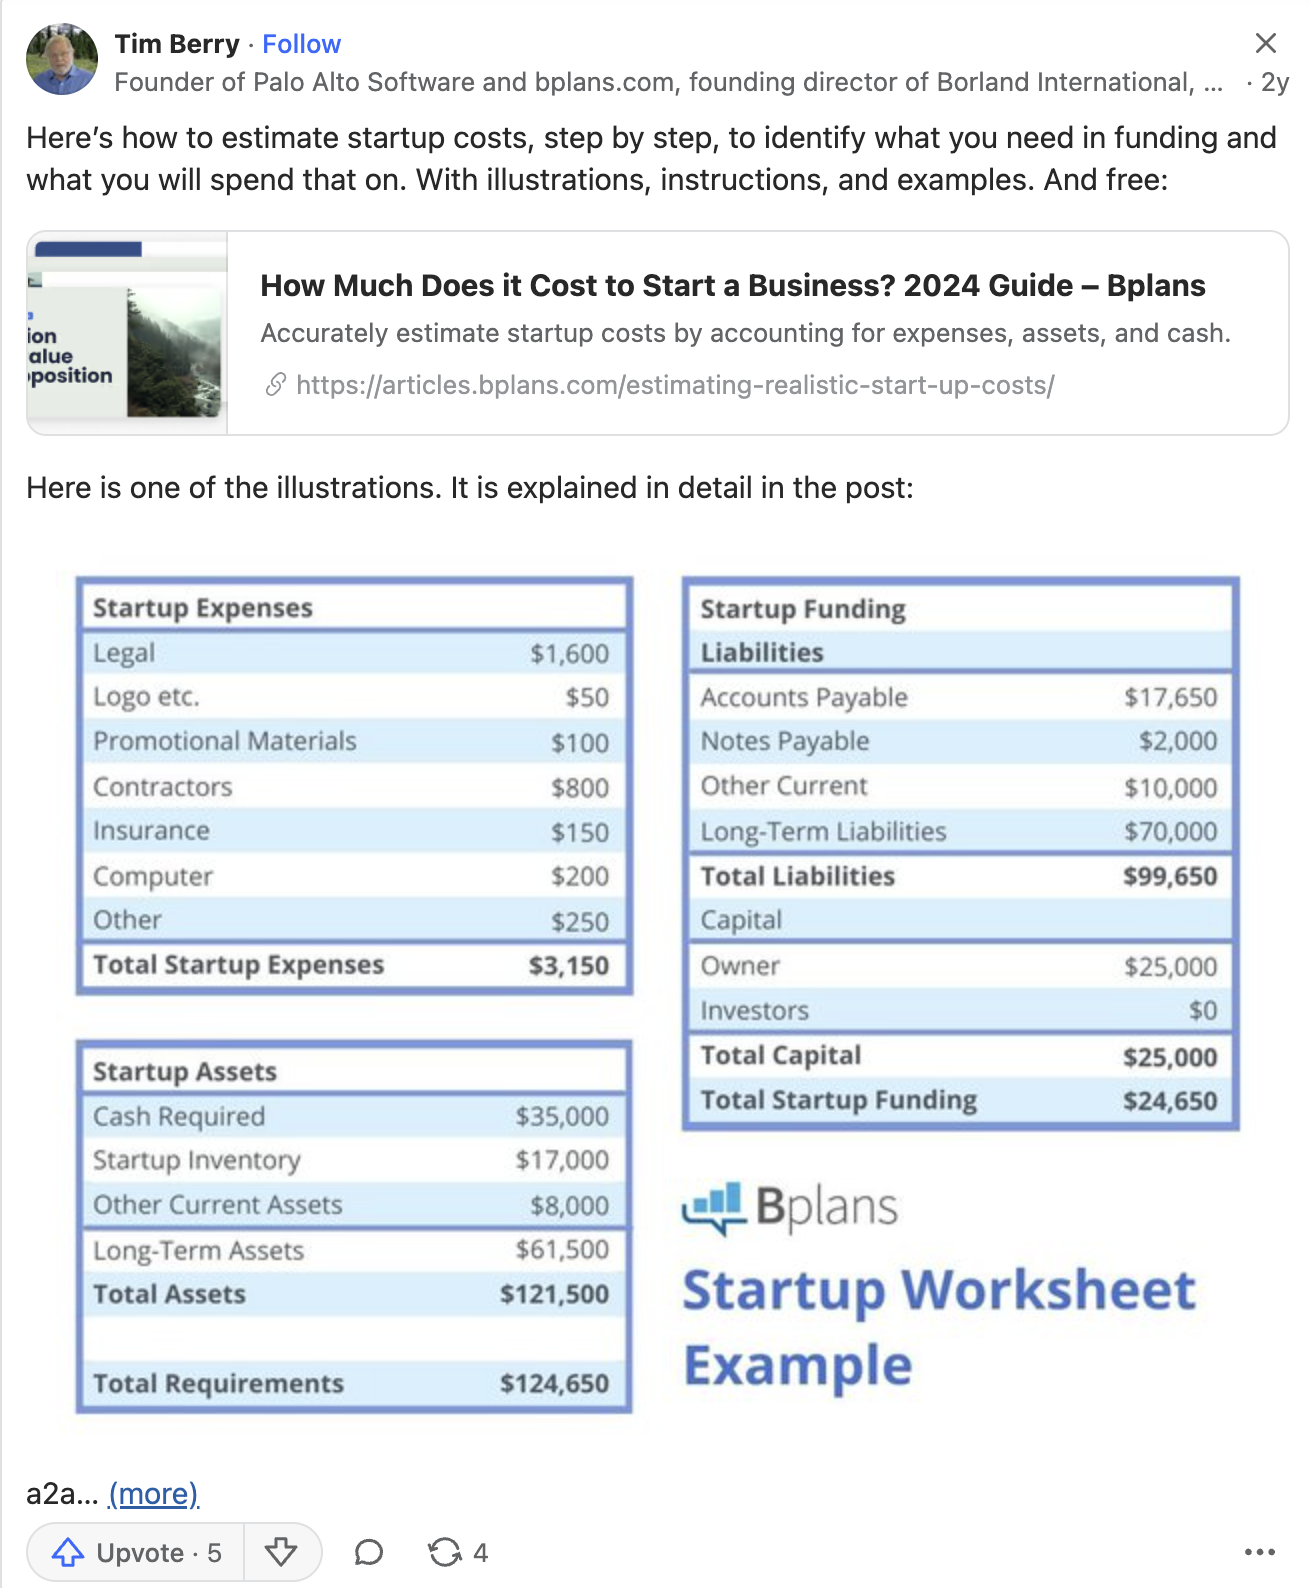 Tim Berry · Follow
Founder of Palo Alto Software and bplans.com, founding director of Borland International, ... · 2y
Here’s how to estimate startup costs, step by step, to identify what you need in funding and
what you will spend that on. With illustrations, instructions, and examples. And free:
ion
alue
position
How Much Does it Cost to Start a Business? 2024 Guide – Bplans
Accurately estimate startup costs by accounting for expenses, assets, and cash.
https://articles.bplans.com/estimating-realistic-start-up-costs/
Here is one of the illustrations. It is explained in detail in the post:
Startup Expenses
Legal $1,600
Logo etc. $50
Promotional Materials $100
Contractors $800
Insurance $150
Computer $200
Other $250
Total Startup Expenses $3,150
Startup Assets
Cash Required $35,000
Startup Inventory $17,000
Other Current Assets $8,000
Long-Term Assets $61,500
Total Assets $121,500
Total Requirements $124,650
Startup Funding
Liabilities
Accounts Payable $17,650
Notes Payable $2,000
Other Current $10,000
Long-Term Liabilities $70,000
Total Liabilities $99,650
Capital
Owner $25,000
Investors $0
Total Capital $25,000
Total Startup Funding $24,650
Bplans
Startup Worksheet
Example
a2a... (more)
Upvote · 5
4